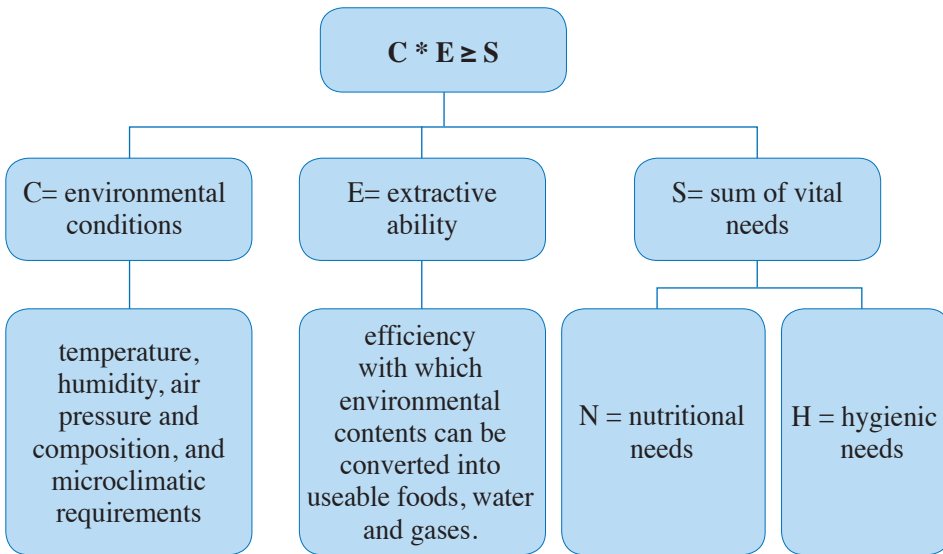 C * E ≥ S
C= environmental
conditions
E= extractive
ability
S= sum of vital
needs
temperature,
humidity, air
pressure and
composition, and
microclimatic
requirements
efficiency
with which
environmental
contents can be
converted into
useable foods, water
and gases.
N = nutritional
needs
H = hygienic
needs